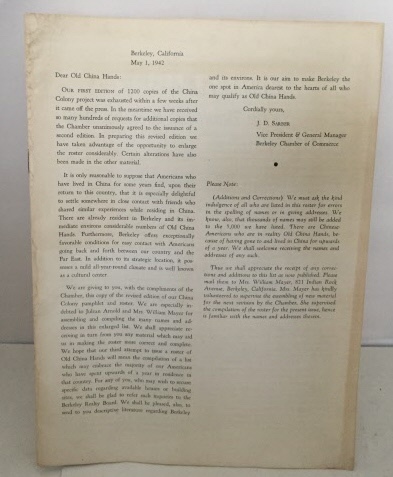 Berkeley, California
May 1, 1942
Dear Old China Hands:
OUR FIRST EDITION of 1200 copies of the China
Colony project was exhausted within a few weeks after
it came off the press. In the meantime we have received
so many hundreds of requests for additional copies that
the Chamber unanimously agreed to the issuance of a
second edition. In preparing this revised edition we
have taken advantage of the opportunity to enlarge
the roster considerably. Certain alterations have also
been made in the other material.
It is only reasonable to suppose that Americans who
have lived in China for some years find, upon their
return to this country, that it is especially delightful
to settle somewhere in close contact with friends who
shared similar experiences while residing in China.
There are already resident in Berkeley and its im-
mediate environs considerable numbers of Old China
Hands. Furthermore, Berkeley offers exceptionally
favorable conditions for may contact with Americans
going back and forth between our country and the
Far East. In addition to its strategic location, it pos-
sesses a mild all-year-round climate and is well known
as a cultural center.
We are giving to you, with the compliments of the
Chamber, this copy of the revised edition of our China
Colony pamphlet and roster. We are especially in-
debted to Julean Arnold and Mrs. William Mayer for
assembling and compiling the many names and ad-
dresses in this enlarged list. We shall appreciate re-
ceiving in turn from you any material which may aid
us in making the roster more correct and complete.
We hope that our third attempt to issue a roster of
Old China Hands will mean the compilation of a list
which may embrace the majority of our Americans
who have spent upwards of a year in residence in
that country. For any of you, who may wish to secure
specific data regarding available houses or building
sites, we shall be glad to refer such inquiries to the
Berkeley Realty Board. We shall be pleased, also, to
send to you descriptive literature regarding Berkeley
and its environs. It is our aim to make Berkeley the
one spot in America dearest to the hearts of all who
may qualify as Old China Hands.
Cordially yours,
J. D.
Vice President & General Manager
Berkeley Chamber of Commerce
Please Note:
(Additions and Corrections) We must ask the kind
indulgence of all who are listed in this roster for errors
in the spelling of names or in giving addresses. We
know, also, that thousands of names may still be added
to the 5,000 we have listed. There are Chinese
Americans who are in reality Old China Hands, be-
cause of having gone to and lived in China for upwards
of a year. We shall welcome receiving the names and
addresses of any such.
Thus we shall appreciate the receipt of any correc-
tions and additions to this list as now published. Please
mail them to Mrs. William Mayer, 821 Indian Rock
Avenue, Berkeley, California. Mrs. Mayer has kindly
volunteered to supervise the assembling of new material
for the next revision by the Chamber. She supervised
the compilation of the roster for the present issue, hence
is familiar with the names and addresses therein.